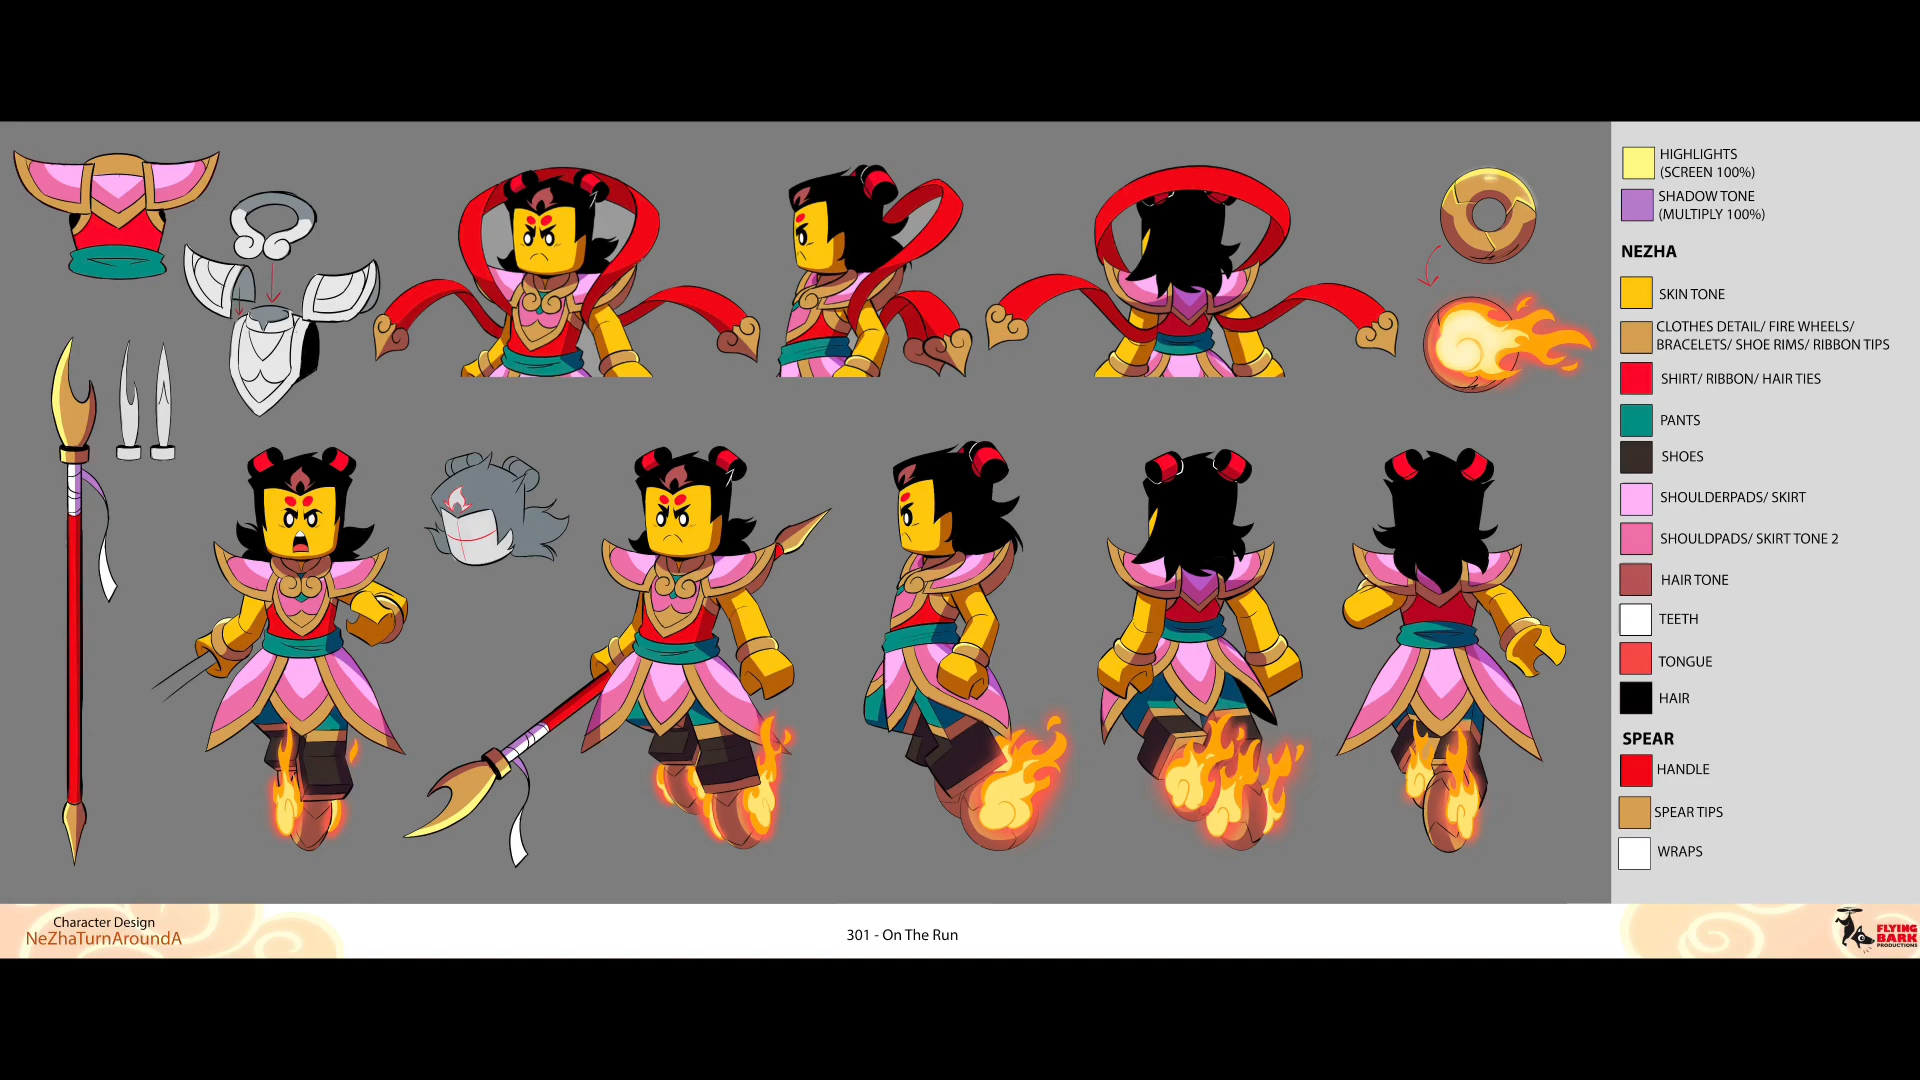 HIGHLIGHTS
(SCREEN 100%)
SHADOW TONE
(MULTIPLY 100%)
NEZHA
SKIN TONE
CLOTHES DETAIL/ FIRE WHEELS/
BRACELETS/ SHOE RIMS/ RIBBON TIPS
SHIRT/ RIBBON/ HAIR TIES
PANTS
SHOES
SHOULDERPADS/ SKIRT
SHOULDPADS/ SKIRT TONE 2
HAIR TONE
TEETH
TONGUE
HAIR
SPEAR
HANDLE
SPEAR TIPS
WRAPS
Character Design
NeZhaTurnAroundA
301 - On The Run
FLYING
BARK
PRODUCTIONS